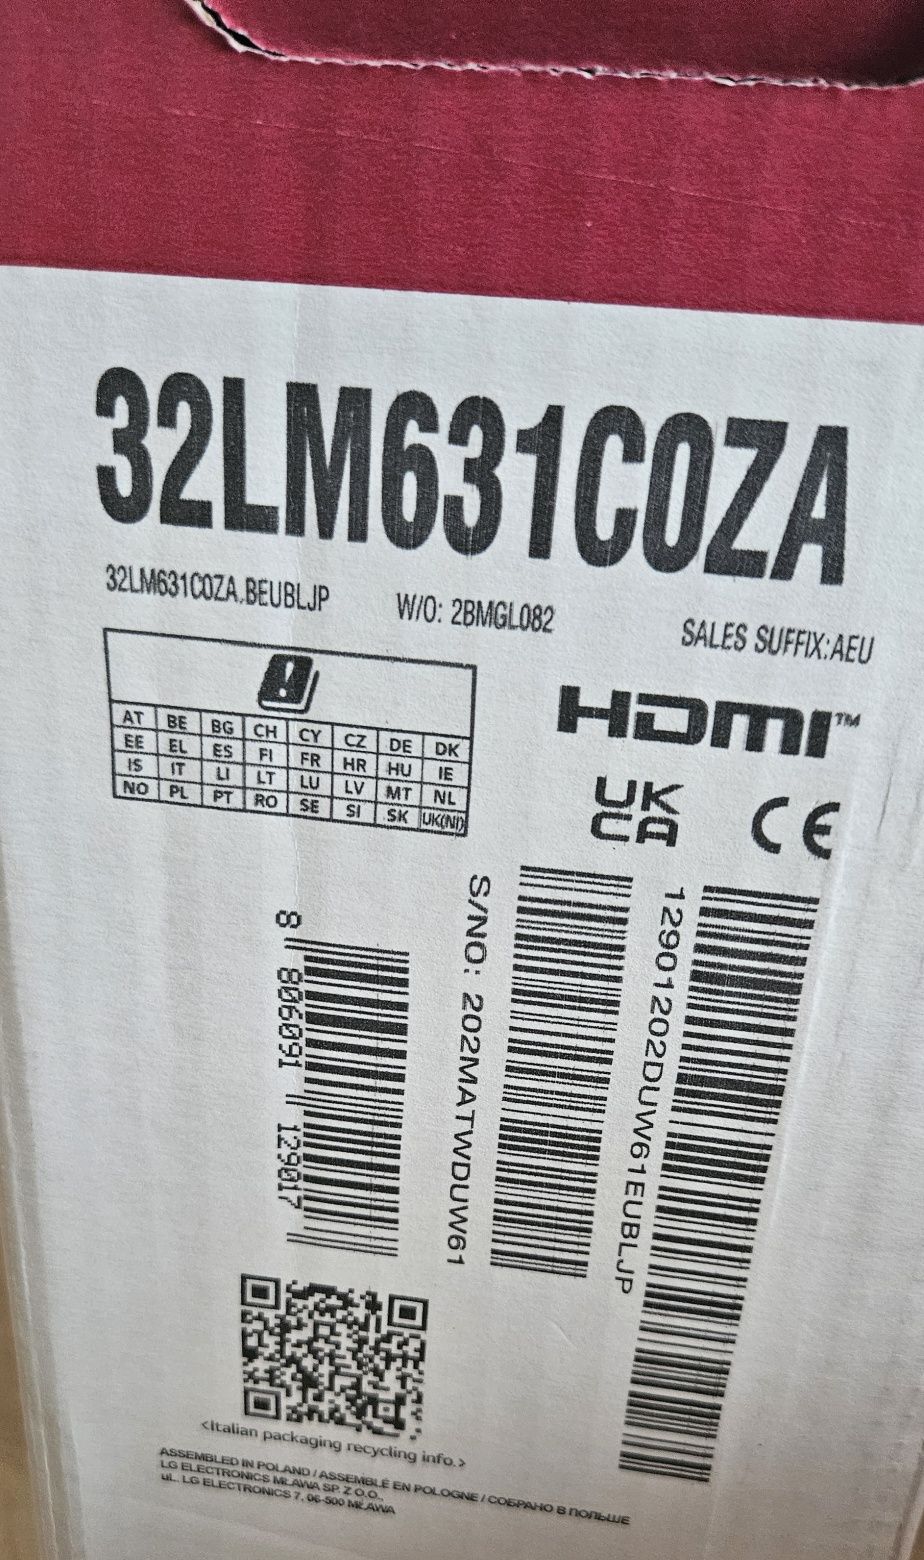 32LM631C0ZA
32LM631C0ZA.BEUBLJP W/O: 2BMGL082 SALES SUFFIX:AEU
!
AT BE BG CH CY CZ DE DK
EE EL ES FI FR HR HU IE
IS IT LI LT LU LV MT NL
NO PL PT RO SE SI SK UK(NI)
HDMI™
UK
CA
CE
8 806091 129017
S/NO: 202MATWDUW61
12901202DUW61EUBLJP
<Italian packaging recycling info.>
ASSEMBLED IN POLAND / ASSEMBLÉ EN POLOGNE / СОБРАНО В ПОЛЬШЕ
LG ELECTRONICS MŁAWA SP. Z O.O.,
UL. LG ELECTRONICS 7, 06-500 MŁAWA